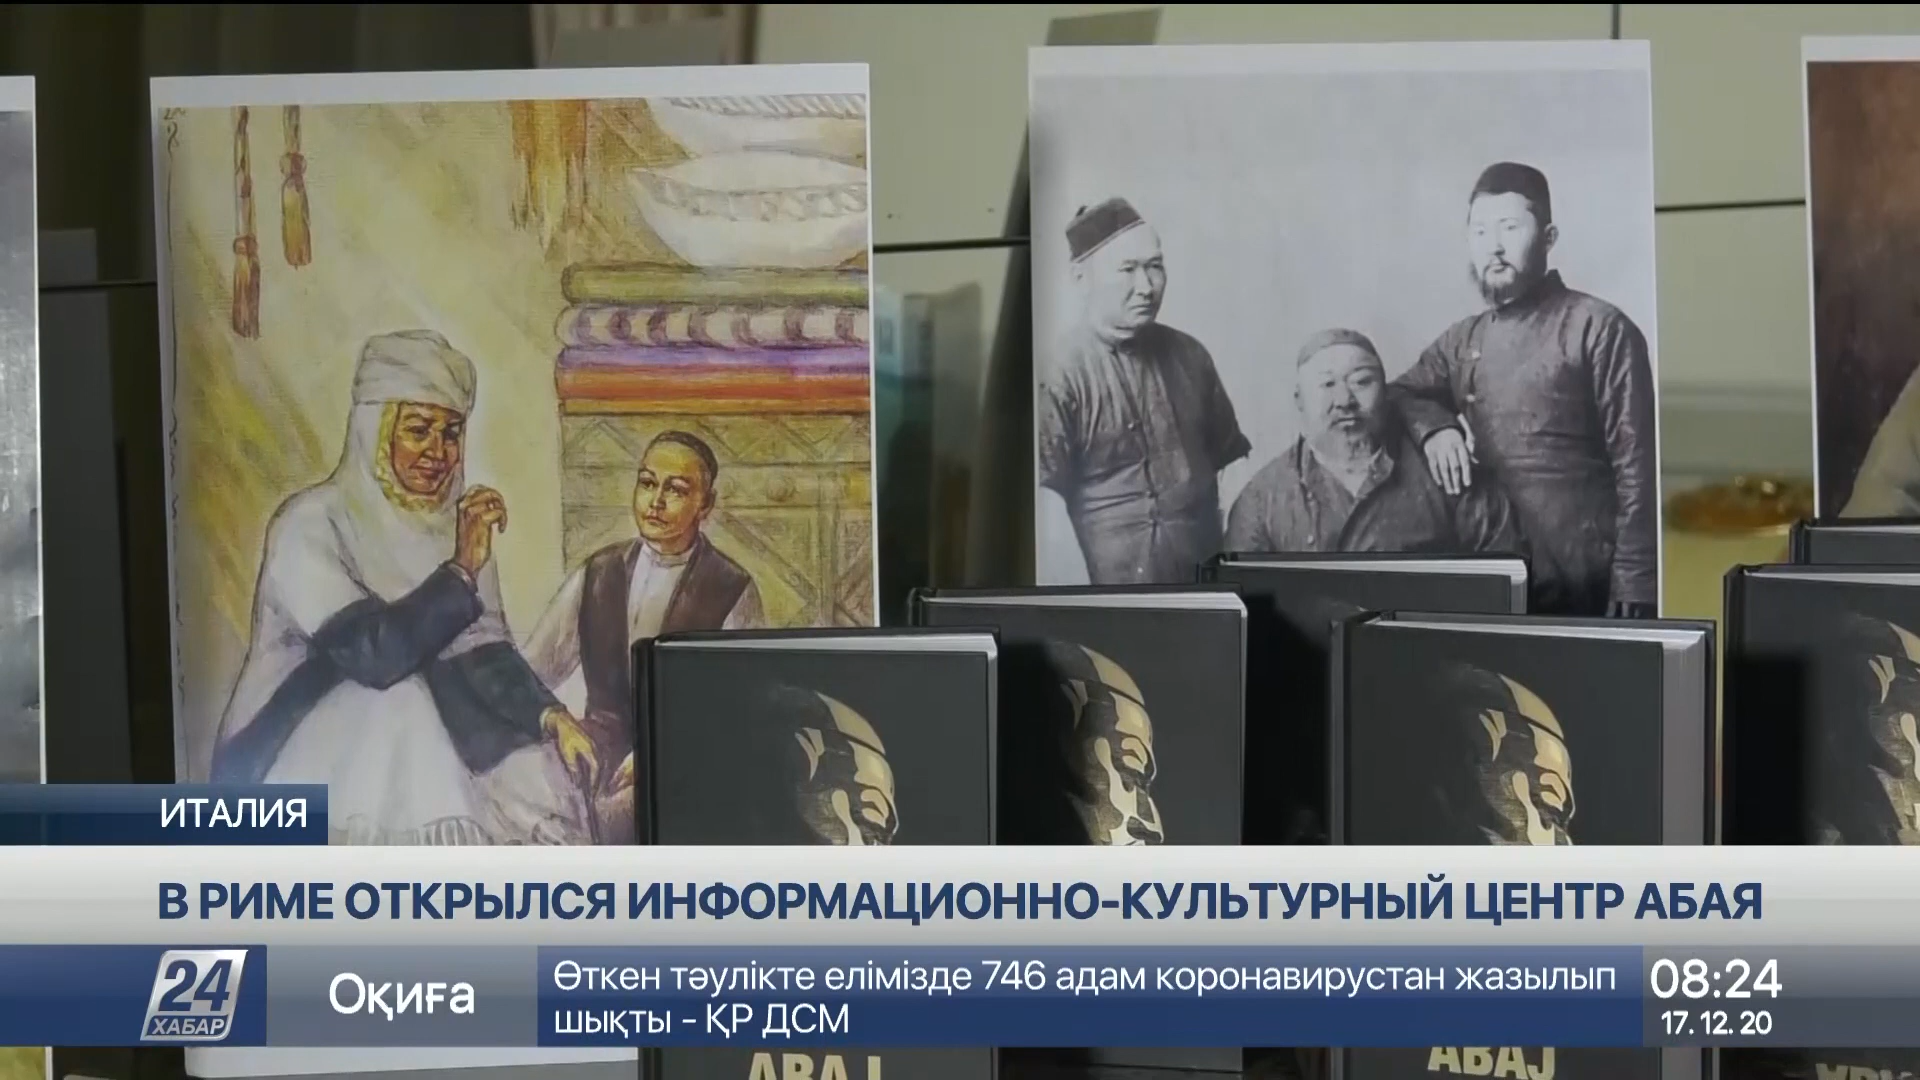 ИТАЛИЯ
В РИМЕ ОТКРЫЛСЯ ИНФОРМАЦИОННО-КУЛЬТУРНЫЙ ЦЕНТР АБАЯ
24
ХАБАР
Оқиға
Өткен тәулікте елімізде 746 адам коронавирустан жазылып
шықты - ҚР ДСМ
08:24
17.12.20
ABAJ
ABAJ